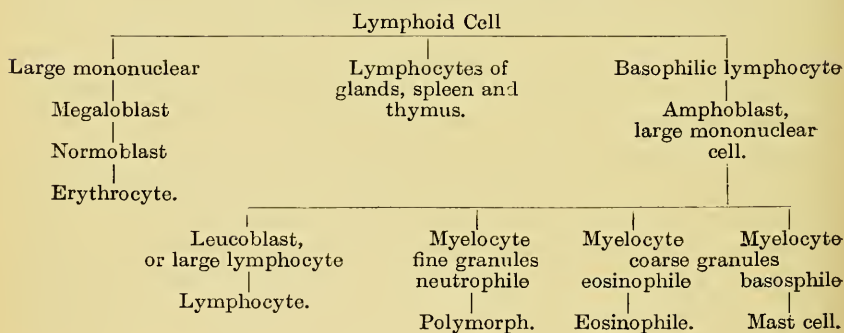 Lymphoid Cell
Large mononuclear Lymphocytes of Basophilic lymphocyte
glands, spleen and
Megaloblast thymus. Amphoblast,
large mononuclear
Normoblast cell.
Erythrocyte.
Leucoblast, Myelocyte Myelocyte Myelocyte
or large lymphocyte fine granules coarse granules
neutrophile eosinophile basosphile
Lymphocyte.
Polymorph. Eosinophile. Mast cell.